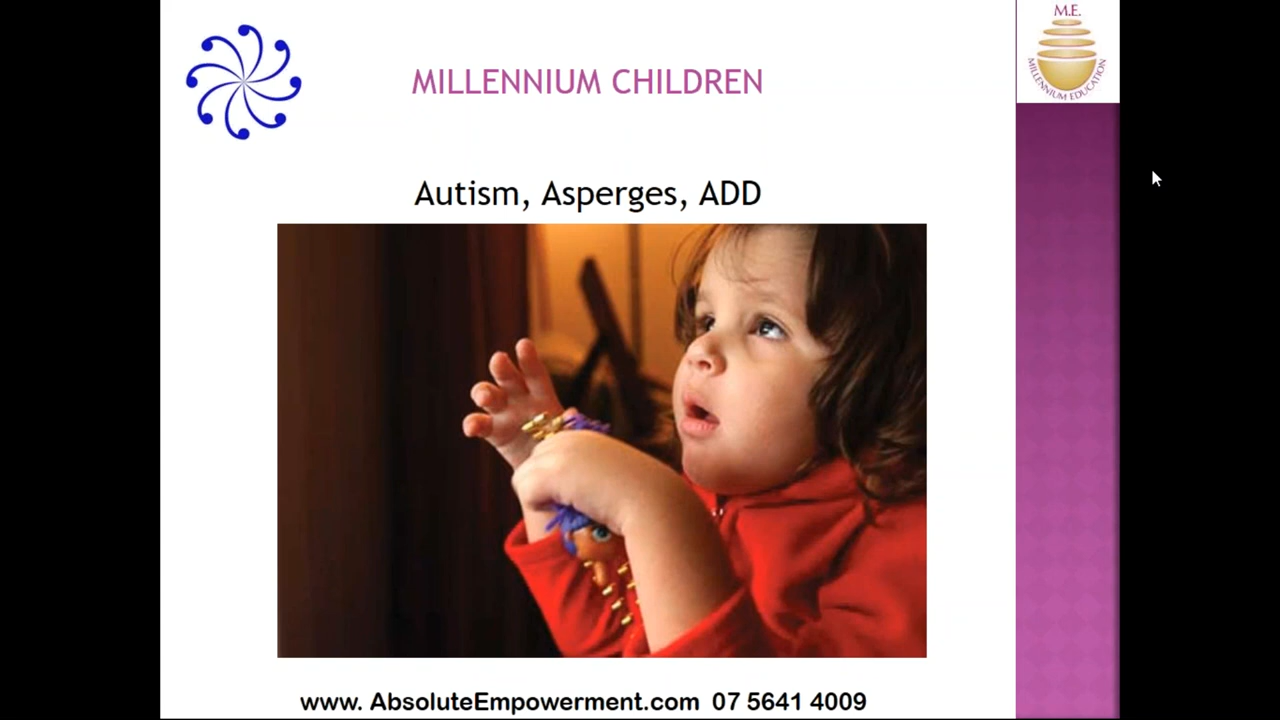 M.E.
MILLENNIUM EDUCATION
MILLENNIUM CHILDREN
Autism, Asperges, ADD
www. AbsoluteEmpowerment.com 07 5641 4009